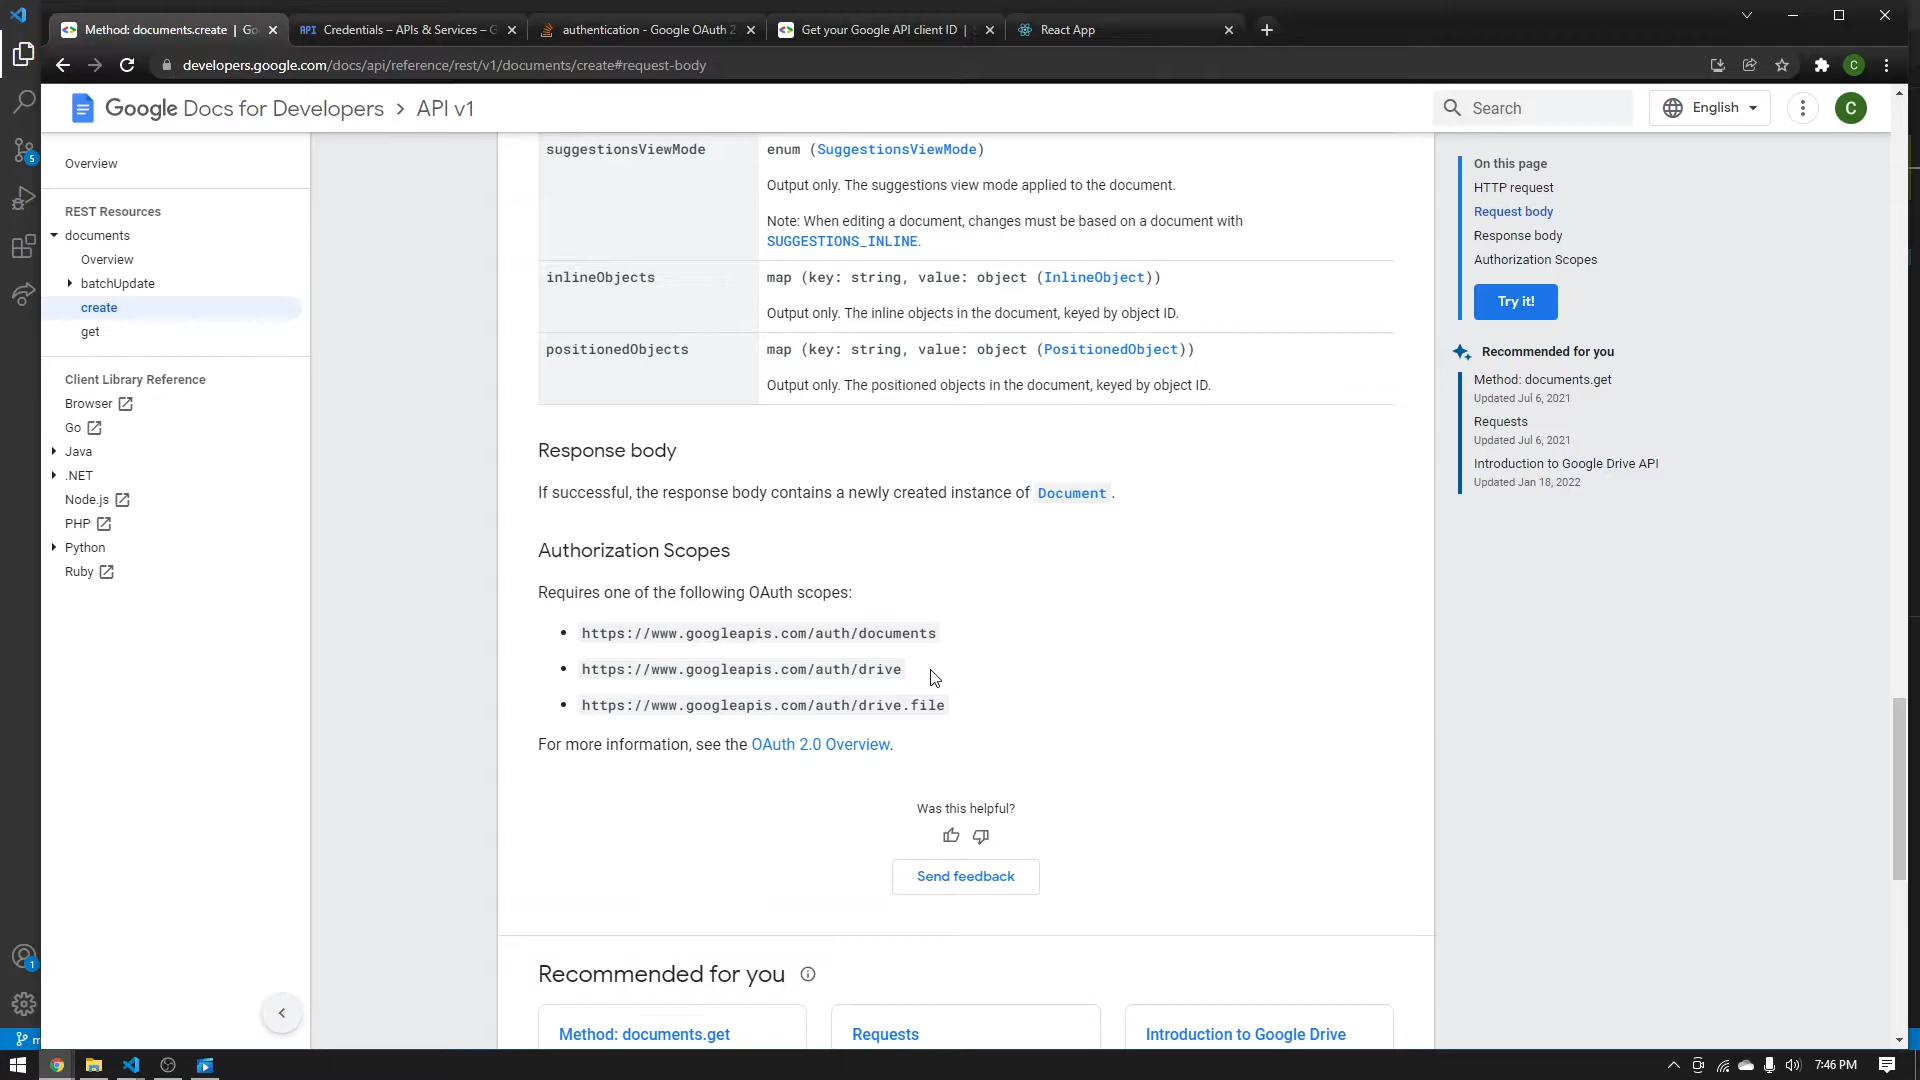 Method: documents.create | Go
Credentials – APIs & Services – G
authentication - Google OAuth 2
Get your Google API client ID |
React App
developers.google.com/docs/api/reference/rest/v1/documents/create#request-body
Google Docs for Developers > API v1
Search
English
C
Overview
REST Resources
documents
Overview
batchUpdate
create
get
Client Library Reference
Browser
Go
Java
.NET
Node.js
PHP
Python
Ruby
suggestionsViewMode
enum (SuggestionsViewMode)
Output only. The suggestions view mode applied to the document.
Note: When editing a document, changes must be based on a document with
SUGGESTIONS_INLINE.
inlineObjects
map (key: string, value: object (InlineObject))
Output only. The inline objects in the document, keyed by object ID.
positionedObjects
map (key: string, value: object (PositionedObject))
Output only. The positioned objects in the document, keyed by object ID.
Response body
If successful, the response body contains a newly created instance of Document.
Authorization Scopes
Requires one of the following OAuth scopes:
• https://www.googleapis.com/auth/documents
• https://www.googleapis.com/auth/drive
• https://www.googleapis.com/auth/drive.file
For more information, see the OAuth 2.0 Overview.
Was this helpful?
Send feedback
Recommended for you
Method: documents.get
Requests
Introduction to Google Drive
On this page
HTTP request
Request body
Response body
Authorization Scopes
Try it!
Recommended for you
Method: documents.get
Updated Jul 6, 2021
Requests
Updated Jul 6, 2021
Introduction to Google Drive API
Updated Jan 18, 2022
5
1
7:46 PM